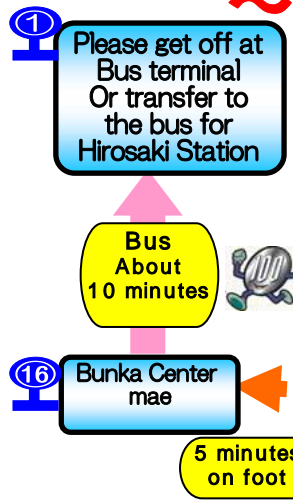 1
Please get off at
Bus terminal
Or transfer to
the bus for
Hirosaki Station
Bus
About
10 minutes
100
16
Bunka Center
mae
5 minutes
on foot